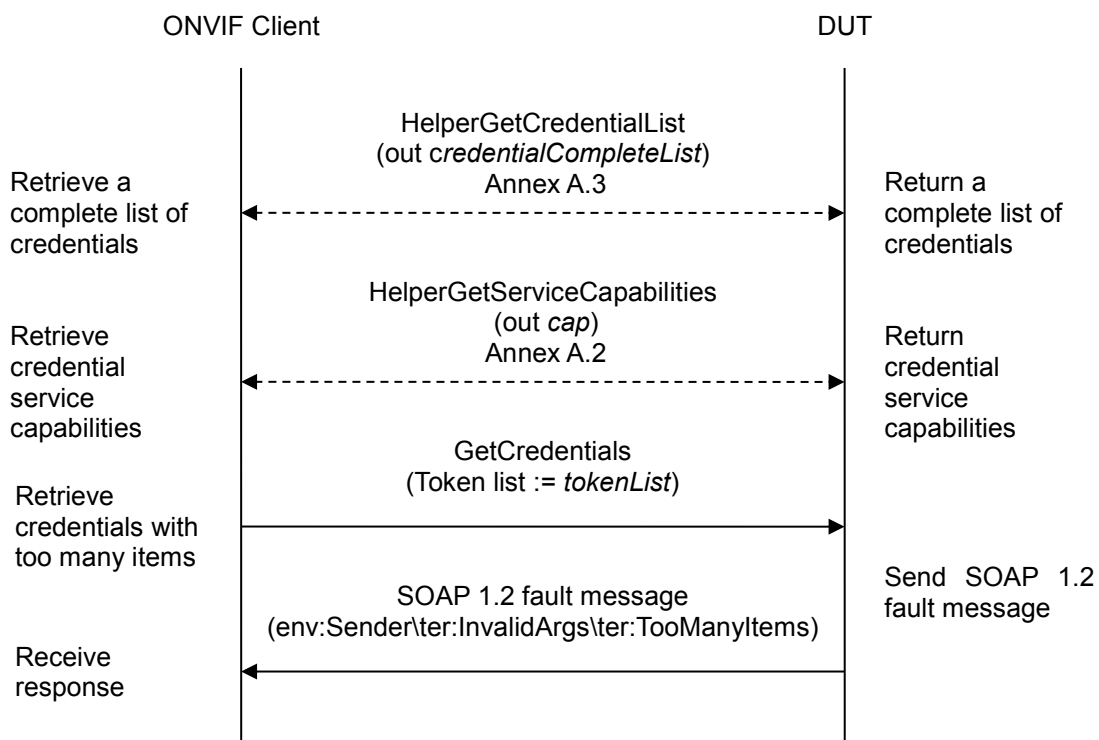 ONVIF Client
DUT
HelperGetCredentialList
(out credentialCompleteList)
Annex A.3
Retrieve a
complete list of
credentials
Return a
complete list of
credentials
HelperGetServiceCapabilities
(out cap)
Annex A.2
Retrieve
credential
service
capabilities
Return
credential
service
capabilities
GetCredentials
(Token list := tokenList)
Retrieve
credentials with
too many items
SOAP 1.2 fault message
(env:Sender\ter:InvalidArgs\ter:TooManyItems)
Send SOAP 1.2
fault message
Receive
response